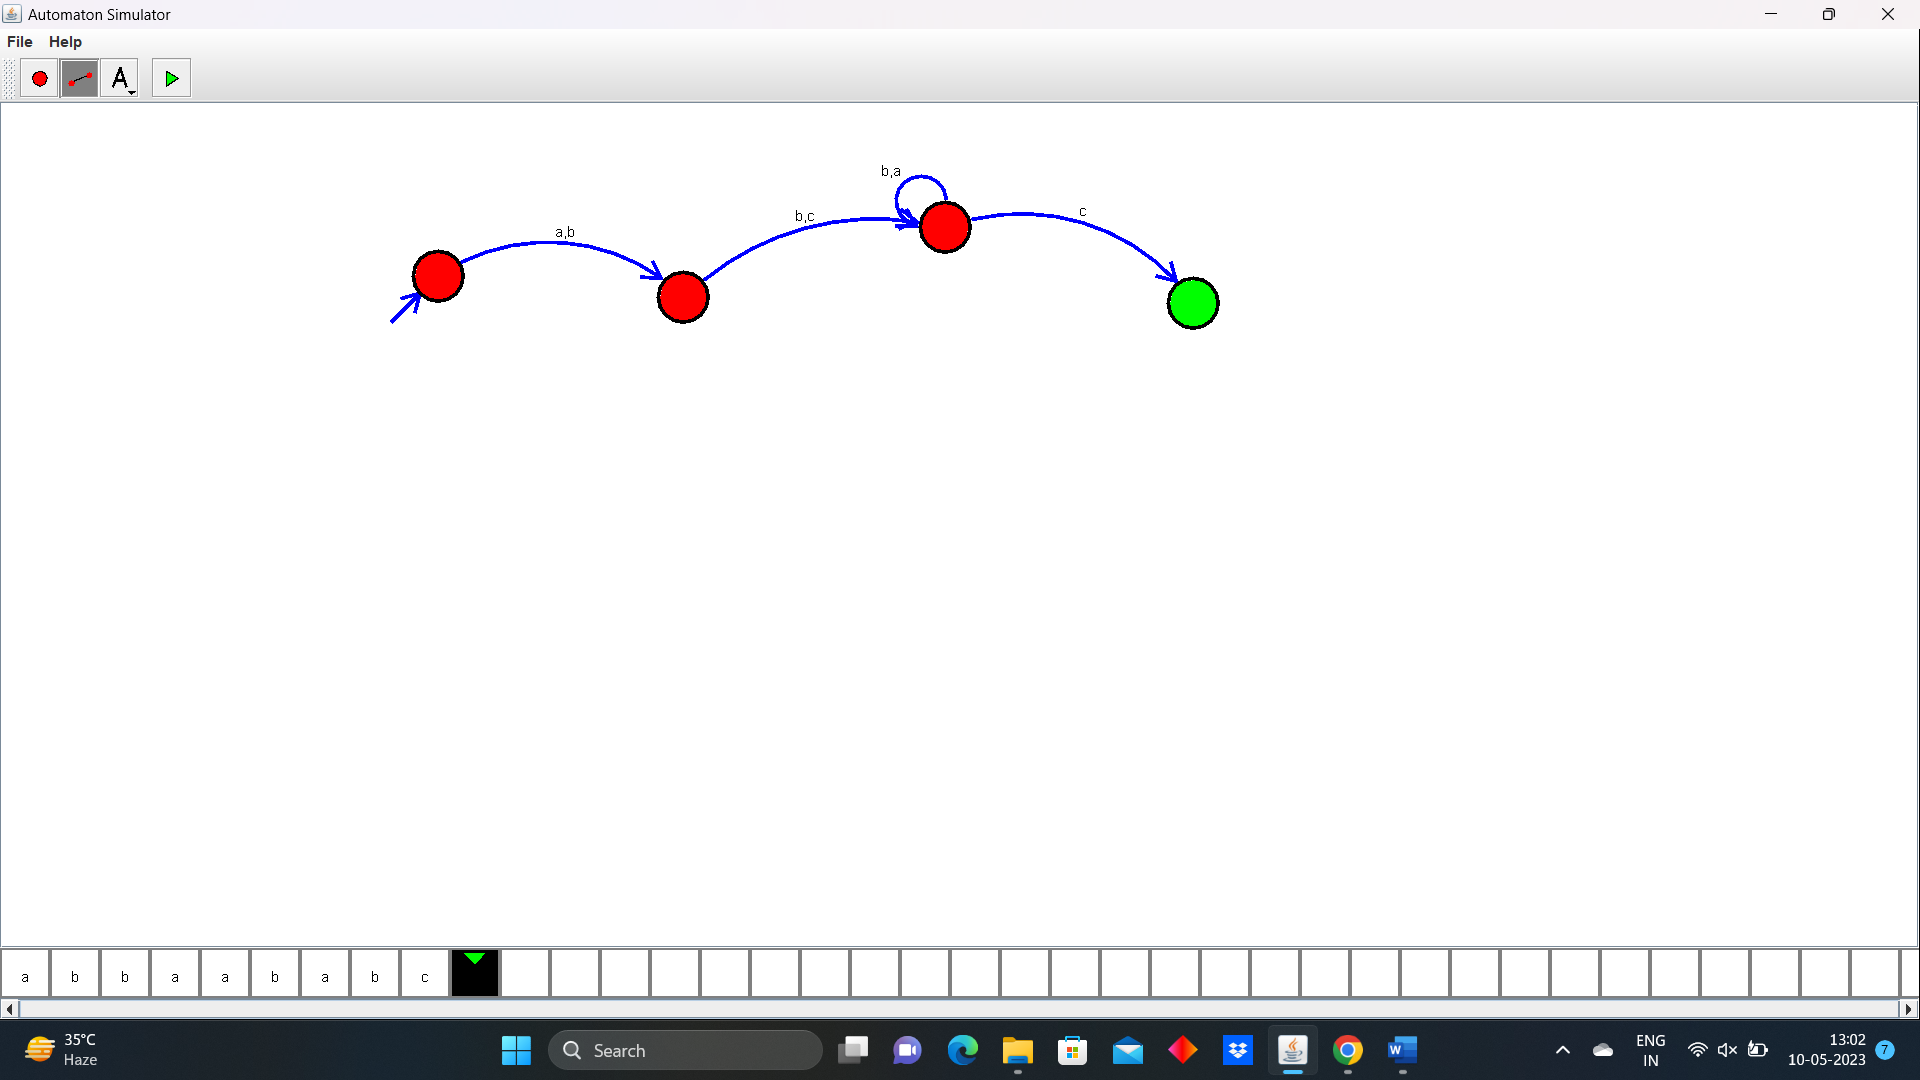 Automaton Simulator
File Help
A
b,a
b,c
c
a,b
a b b a a b a b c
35°C
Haze
Search
W
ENG
IN
13:02
10-05-2023
7